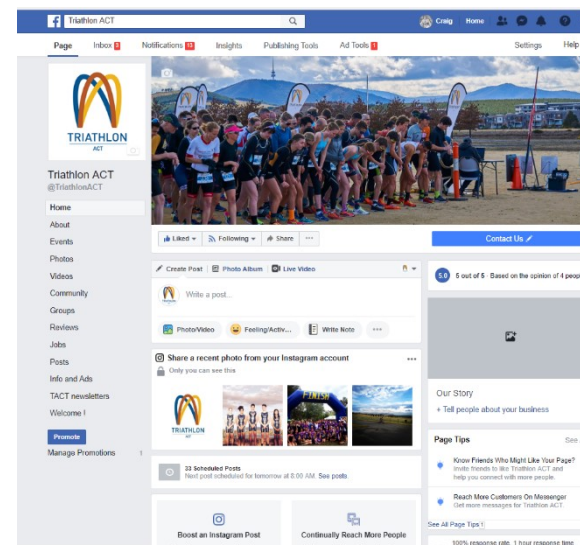 Triathlon ACT
Craig Home
Page Inbox 8 Notifications 13 Insights Publishing Tools Ad Tools 1 Settings Help
TRIATHLON
ACT
Triathlon ACT
@TriathlonACT
Home
About
Events
Photos
Videos
Community
Groups
Reviews
Jobs
Posts
Info and Ads
TACT newsletters
Welcome !
Promote
Manage Promotions 1
Liked Following Share
Contact Us
Create Post Photo Album Live Video
Write a post...
Photo/Video Feeling/Activ... Write Note
Share a recent photo from your Instagram account
Only you can see this
TRIATHLON
FINISH
33 Scheduled Posts
Next post scheduled for tomorrow at 8:00 AM. See posts
Boost an Instagram Post
Continually Reach More People
5.0 5 out of 5 · Based on the opinion of 4 peop
Our Story
+ Tell people about your business
Page Tips See
Know Friends Who Might Like Your Page?
Invite friends to like Triathlon ACT and
help you connect with more people.
Reach More Customers On Messenger
Get more messages for Triathlon ACT.
See All Page Tips
100% response rate, 1 hour response time